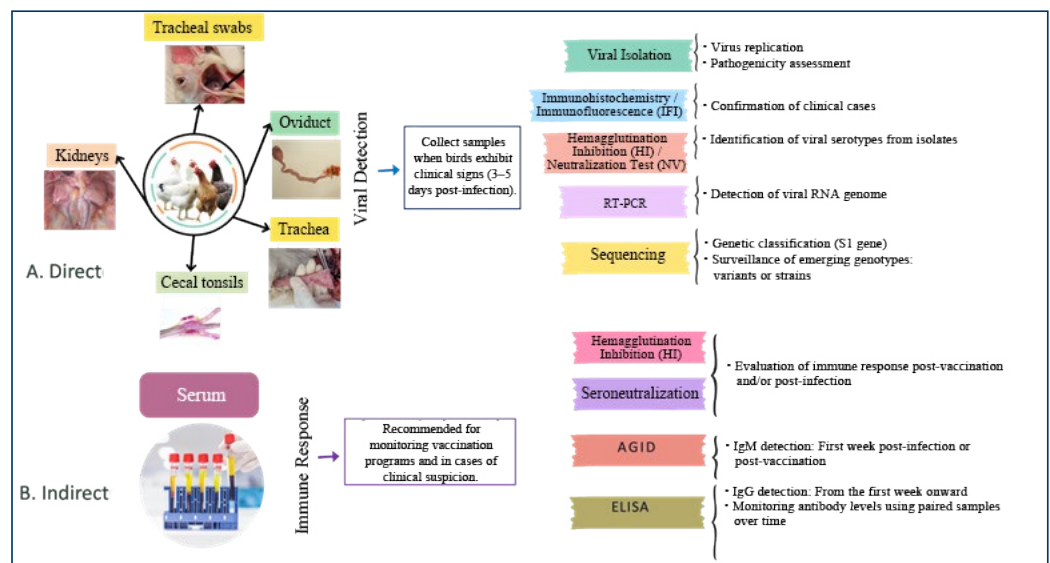 Tracheal swabs
Oviduct
Kidneys
Trachea
Cecal tonsils
A. Direct
Viral Detection
Collect samples
when birds exhibit
clinical signs (3–5
days post-infection).
Viral Isolation
· Virus replication
· Pathogenicity assessment
Immunohistochemistry /
Immunofluorescence (IFI)
· Confirmation of clinical cases
Hemagglutination
Inhibition (HI) /
Neutralization Test (NV)
· Identification of viral serotypes from isolates
RT-PCR
· Detection of viral RNA genome
Sequencing
· Genetic classification (S1 gene)
· Surveillance of emerging genotypes:
variants or strains
Serum
B. Indirect
Immune Response
Recommended for
monitoring vaccination
programs and in cases of
clinical suspicion.
Hemagglutination
Inhibition (HI)
Seroneutralization
· Evaluation of immune response post-vaccination
and/or post-infection
AGID
· IgM detection: First week post-infection or
post-vaccination
ELISA
· IgG detection: From the first week onward
· Monitoring antibody levels using paired samples
over time